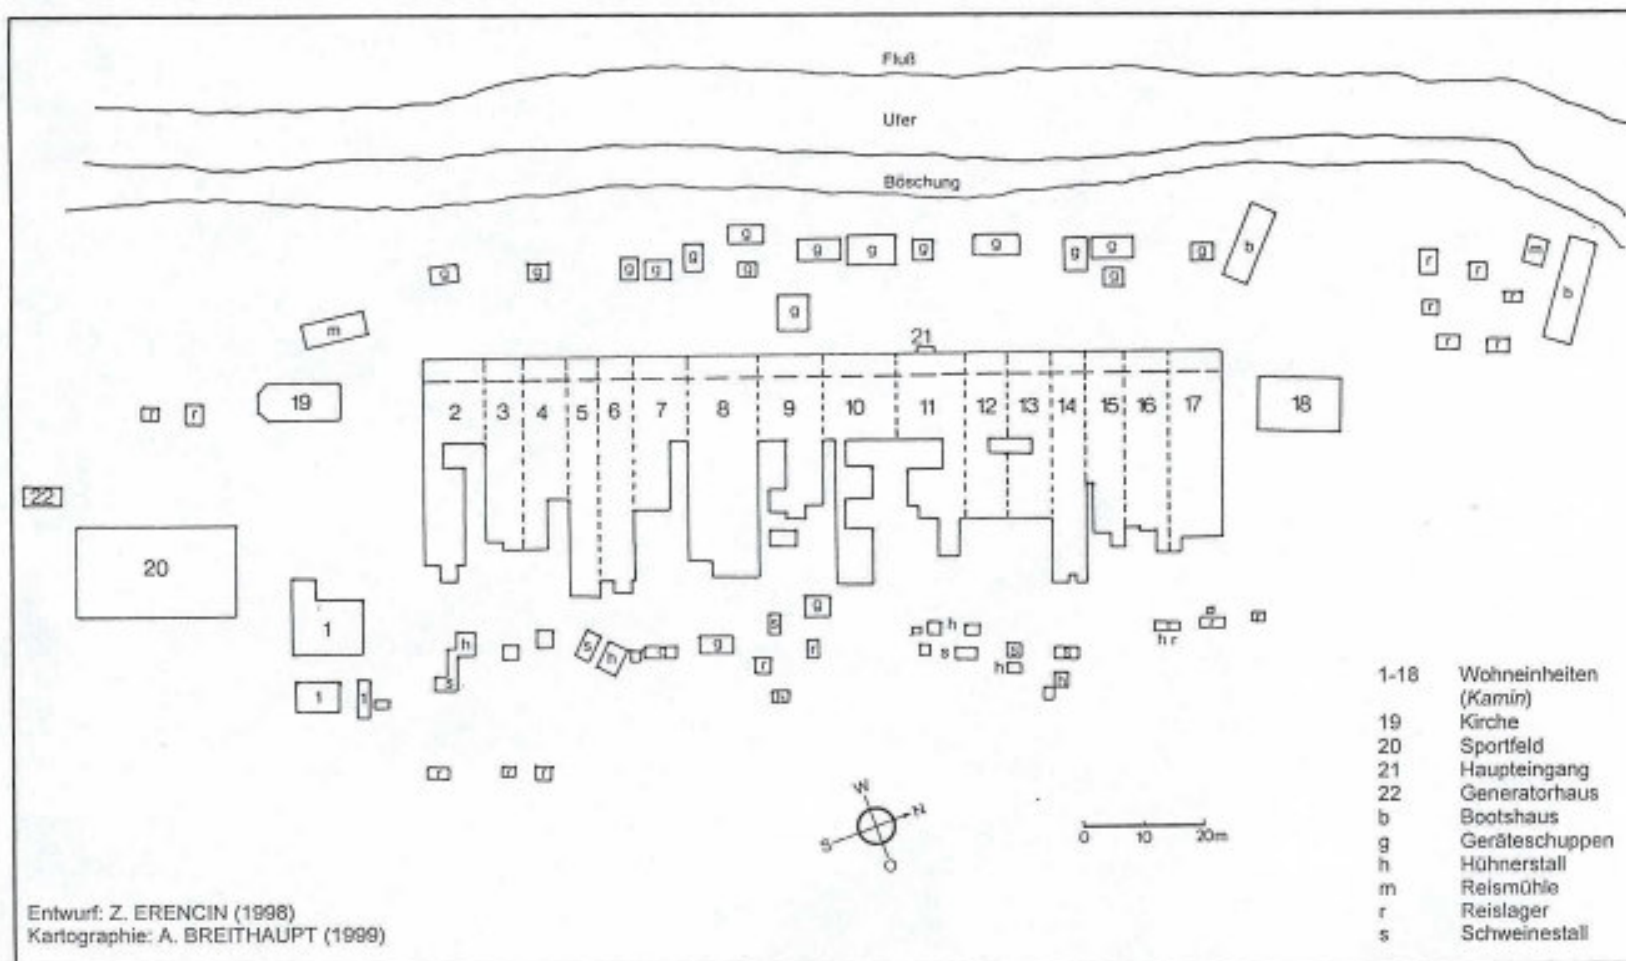 Fluß
Ufer
Böschung
g g g g g g g g g g g g g g g g g b r r m b
g r r r r
m
21
19 2 3 4 5 6 7 8 9 10 11 12 13 14 15 16 17 18
r r
22
20
1
1 1
h s h s g g s r r h h s s h s h h r r r
s
r r r
W N S O
0 10 20m
1-18 Wohneinheiten
(Kamin)
19 Kirche
20 Sportfeld
21 Haupteingang
22 Generatorhaus
b Bootshaus
g Geräteschuppen
h Hühnerstall
m Reismühle
r Reislager
s Schweinestall
Entwurf: Z. ERENCIN (1998)
Kartographie: A. BREITHAUPT (1999)